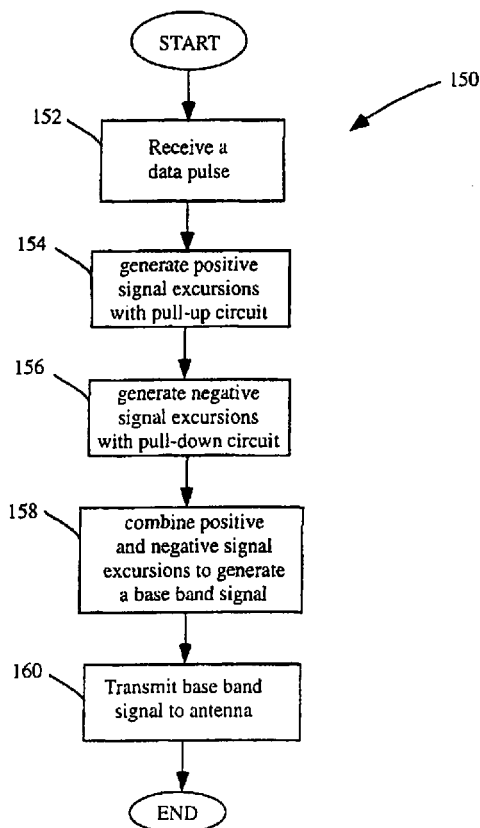 START
150
152
Receive a
data pulse
154
generate positive
signal excursions
with pull-up circuit
156
generate negative
signal excursions
with pull-down circuit
158
combine positive
and negative signal
excursions to generate
a base band signal
160
Transmit base band
signal to antenna
END